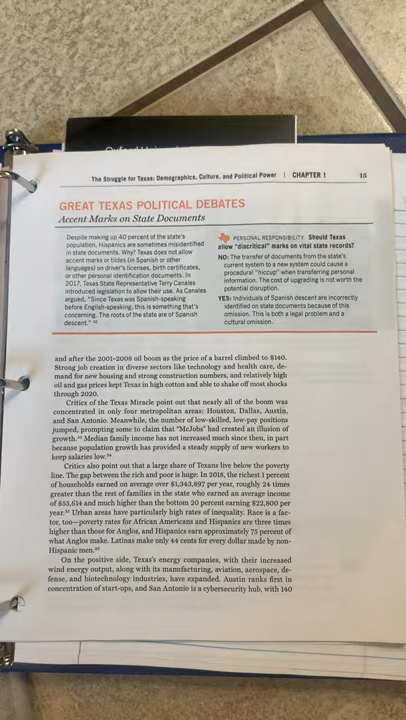 The Struggle for Texas: Demographics, Culture, and Political Power | CHAPTER 1 15
GREAT TEXAS POLITICAL DEBATES
Accent Marks on State Documents
Despite making up 40 percent of the state's
population, Hispanics are sometimes misidentified
in state documents. Why? Texas does not allow
accent marks or tildes (in Spanish or other
languages) on driver's licenses, birth certificates,
or other personal identification documents. In
2017, Texas State Representative Terry Canales
introduced legislation to allow their use. As Canales
argued, "Since Texas was Spanish-speaking
before English-speaking, this is something that's
concerning. The roots of the state are of Spanish
descent."
PERSONAL RESPONSIBILITY: Should Texas
allow "diacritical" marks on vital state records?
NO: The transfer of documents from the state's
current system to a new system could cause a
procedural "hiccup" when transferring personal
information. The cost of upgrading is not worth the
potential disruption.
YES: Individuals of Spanish descent are incorrectly
identified on state documents because of this
omission. This is both a legal problem and a
cultural omission.
and after the 2001–2008 oil boom as the price of a barrel climbed to $140.
Strong job creation in diverse sectors like technology and health care, de-
mand for new housing and strong construction numbers, and relatively high
oil and gas prices kept Texas in high cotton and able to shake off most shocks
through 2020.
Critics of the Texas Miracle point out that nearly all of the boom was
concentrated in only four metropolitan areas: Houston, Dallas, Austin,
and San Antonio. Meanwhile, the number of low-skilled, low-pay positions
jumped, prompting some to claim that "McJobs" had created an illusion of
growth. Median family income has not increased much since then, in part
because population growth has provided a steady supply of new workers to
keep salaries low.
Critics also point out that a large share of Texans live below the poverty
line. The gap between the rich and poor is huge: In 2018, the richest 1 percent
of households earned on average over $1,343,897 per year, roughly 24 times
greater than the rest of families in the state who earned an average income
of $55,614 and much higher than the bottom 20 percent earning $22,800 per
year. Urban areas have particularly high rates of inequality. Race is a fac-
tor, too—poverty rates for African Americans and Hispanics are three times
higher than those for Anglos, and Hispanics earn approximately 75 percent of
what Anglos make. Latinas make only 44 cents for every dollar made by non-
Hispanic men.
On the positive side, Texas's energy companies, with their increased
wind energy output, along with its manufacturing, aviation, aerospace, de-
fense, and biotechnology industries, have expanded. Austin ranks first in
concentration of start-ups, and San Antonio is a cybersecurity hub, with 140